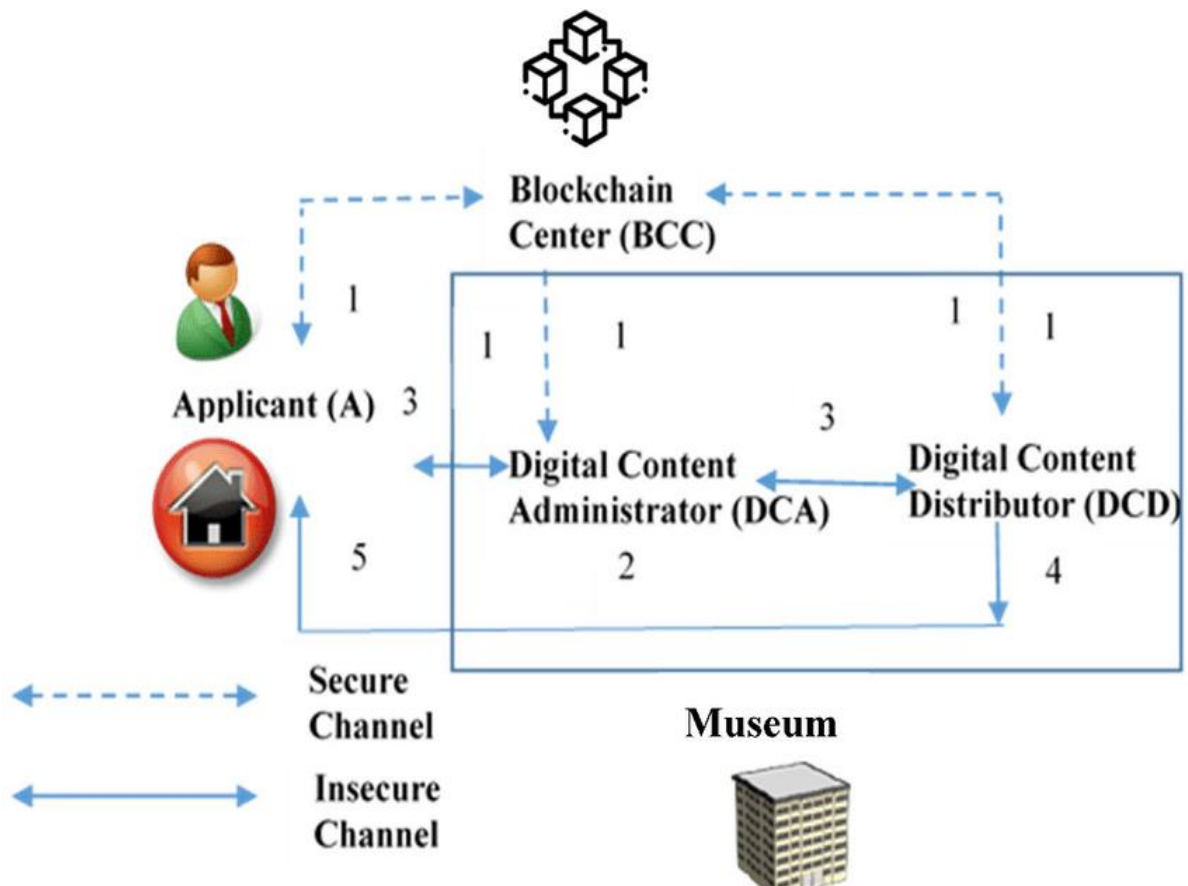 Blockchain
Center (BCC)
1
1
1
1
1
Applicant (A)
3
3
Digital Content
Administrator (DCA)
Digital Content
Distributor (DCD)
5
2
4
Secure
Channel
Museum
Insecure
Channel